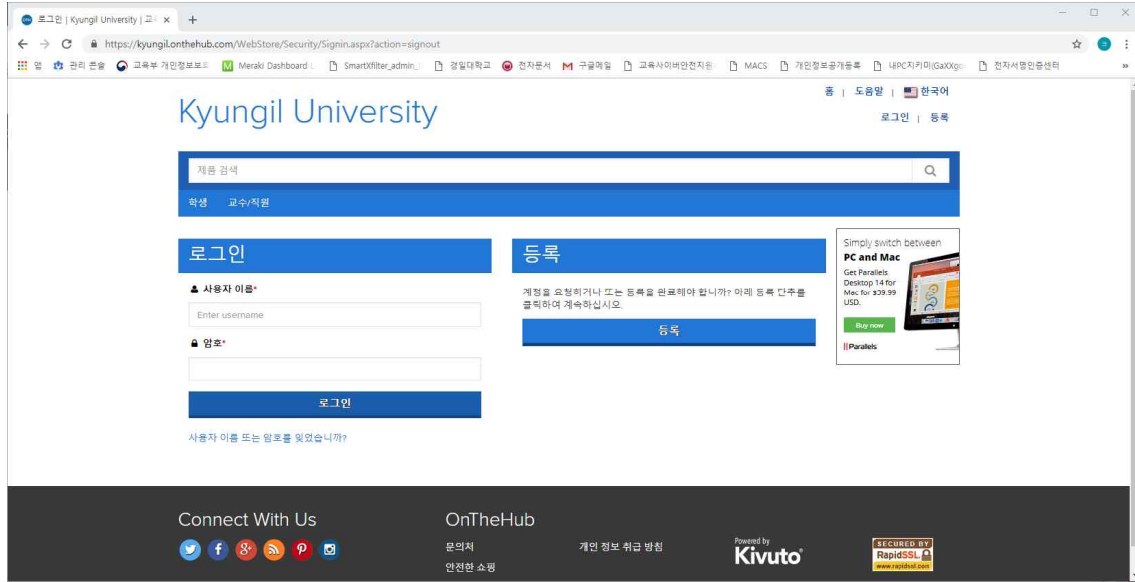 로그인 | Kyungil University | 교
https://kyungil.onthehub.com/WebStore/Security/Signin.aspx?action=signout
앱 관리 콘솔 교육부 개인정보보호 Meraki Dashboard L SmartXfilter_admin_ 경일대학교 전자문서 구글메일 교육사이버안전지원 MACS 개인정보공개등록 내PC지키미(GaXXgo 전자서명인증센터 »
홈 | 도움말 | 한국어
Kyungil University
로그인 | 등록
제품 검색
학생 교수/직원
로그인
사용자 이름*
Enter username
암호*
로그인
사용자 이름 또는 암호를 잊었습니까?
등록
계정을 요청하거나 또는 등록을 완료해야 합니까? 아래 등록 단추를
클릭하여 계속하십시오.
등록
Simply switch between
PC and Mac
Get Parallels
Desktop 14 for
Mac for $39.99
USD.
Buy now
Parallels
Connect With Us
OnTheHub
문의처 개인 정보 취급 방침
안전한 쇼핑
Powered by
Kivuto
SECURED BY
RapidSSL
www.rapidssl.com